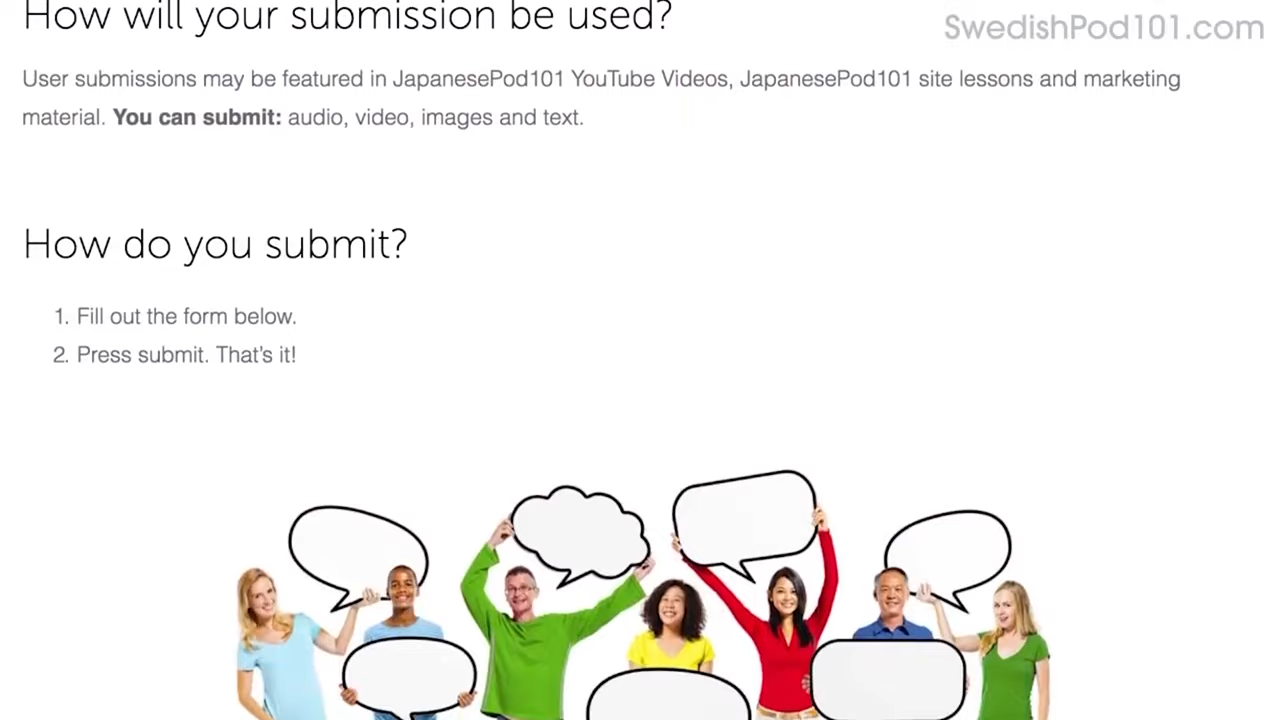 How will your submission be used?
SwedishPod101.com
User submissions may be featured in JapanesePod101 YouTube Videos, JapanesePod101 site lessons and marketing
material. You can submit: audio, video, images and text.
How do you submit?
1. Fill out the form below.
2. Press submit. That's it!